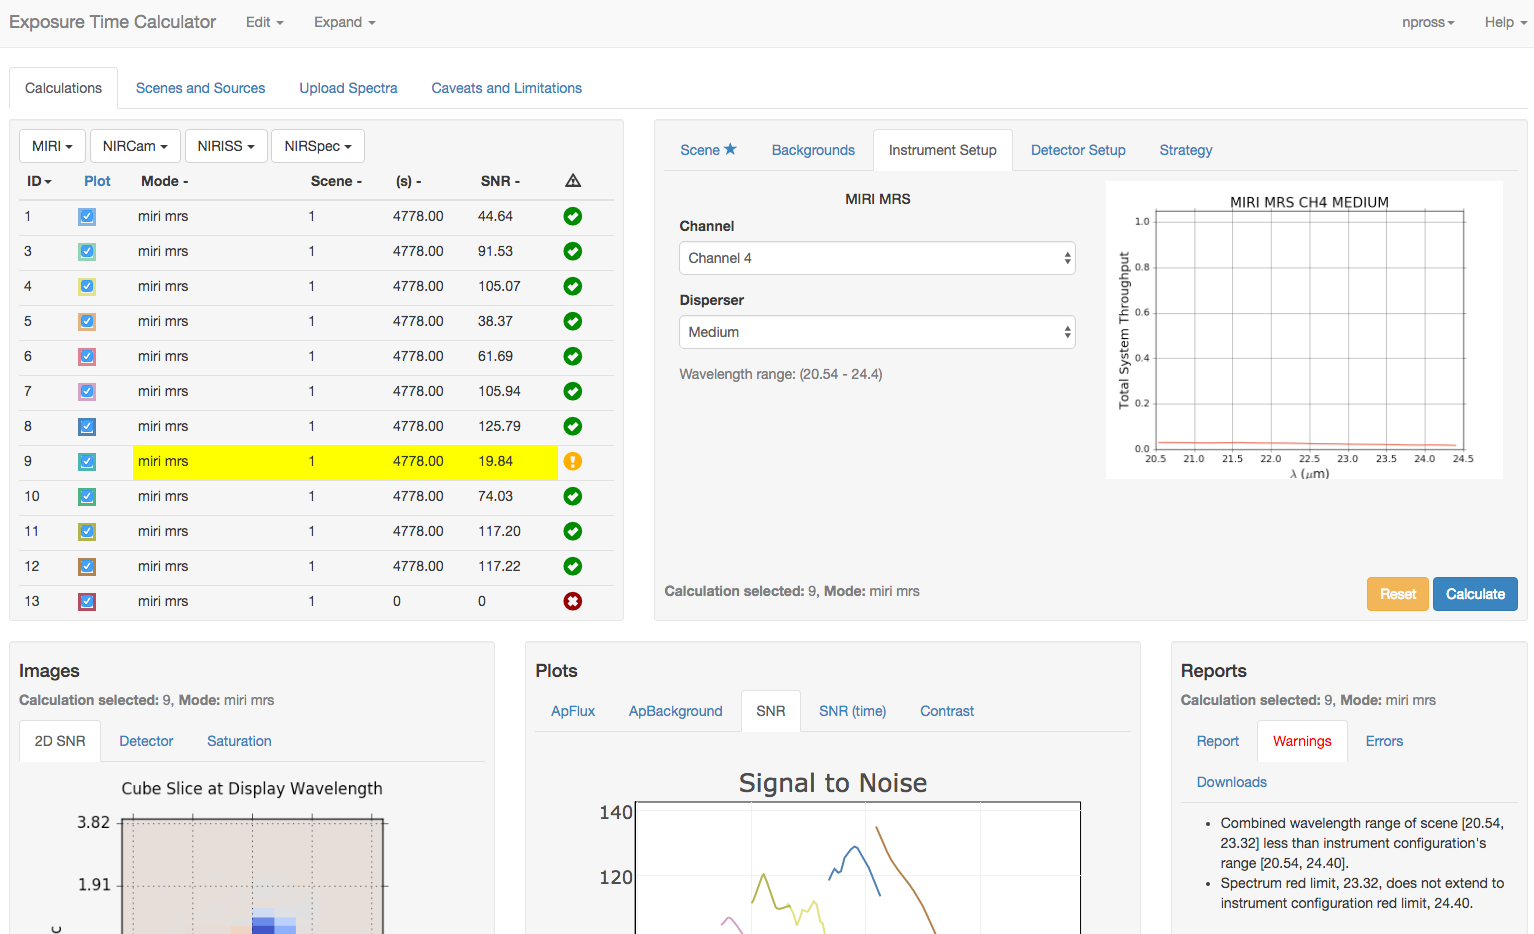 Exposure Time Calculator Edit Expand npross Help
Calculations Scenes and Sources Upload Spectra Caveats and Limitations
MIRI NIRCam NIRISS NIRSpec
ID Plot Mode - Scene - (s) - SNR -
1 miri mrs 1 4778.00 44.64
3 miri mrs 1 4778.00 91.53
4 miri mrs 1 4778.00 105.07
5 miri mrs 1 4778.00 38.37
6 miri mrs 1 4778.00 61.69
7 miri mrs 1 4778.00 105.94
8 miri mrs 1 4778.00 125.79
9 miri mrs 1 4778.00 19.84
10 miri mrs 1 4778.00 74.03
11 miri mrs 1 4778.00 117.20
12 miri mrs 1 4778.00 117.22
13 miri mrs 1 0 0
Scene Backgrounds Instrument Setup Detector Setup Strategy
MIRI MRS
Channel
Channel 4
Disperser
Medium
Wavelength range: (20.54 - 24.4)
MIRI MRS CH4 MEDIUM
Total System Throughput
1.0
0.8
0.6
0.4
0.2
0.0
20.5 21.0 21.5 22.0 22.5 23.0 23.5 24.0 24.5
λ (μm)
Calculation selected: 9, Mode: miri mrs
Reset Calculate
Images
Calculation selected: 9, Mode: miri mrs
2D SNR Detector Saturation
Cube Slice at Display Wavelength
3.82
1.91
Plots
ApFlux ApBackground SNR SNR (time) Contrast
Signal to Noise
140
120
Reports
Calculation selected: 9, Mode: miri mrs
Report Warnings Errors
Downloads
• Combined wavelength range of scene [20.54,
23.32] less than instrument configuration's
range [20.54, 24.40].
• Spectrum red limit, 23.32, does not extend to
instrument configuration red limit, 24.40.